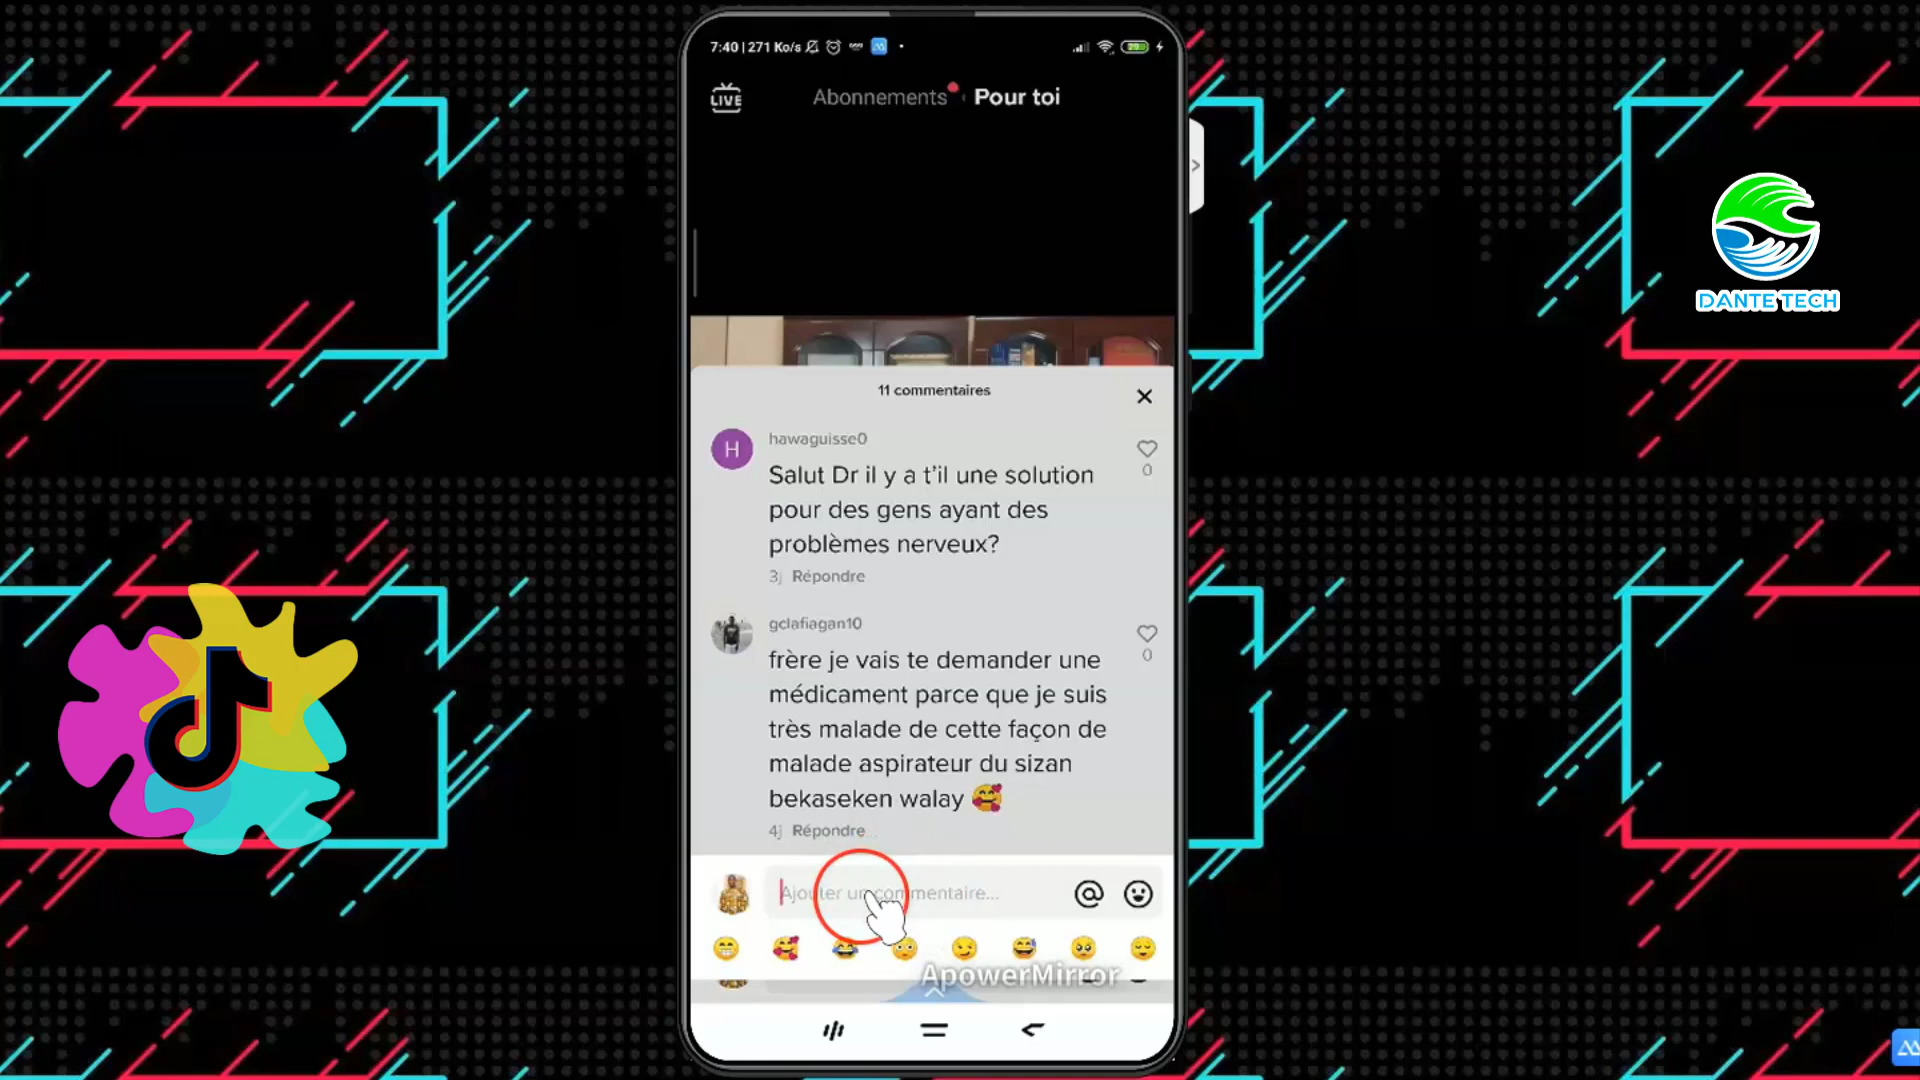 7:40 | 271 Ko/s
29
LIVE
Abonnements Pour toi
DANTE TECH
11 commentaires
H
hawaguisse0
Salut Dr il y a t'il une solution
pour des gens ayant des
problèmes nerveux?
0
3j Répondre
gclafiagan10
frère je vais te demander une
médicament parce que je suis
très malade de cette façon de
malade aspirateur du sizan
bekaseken walay 🥰
0
4j Répondre
Ajouter un commentaire...
@
ApowerMirror